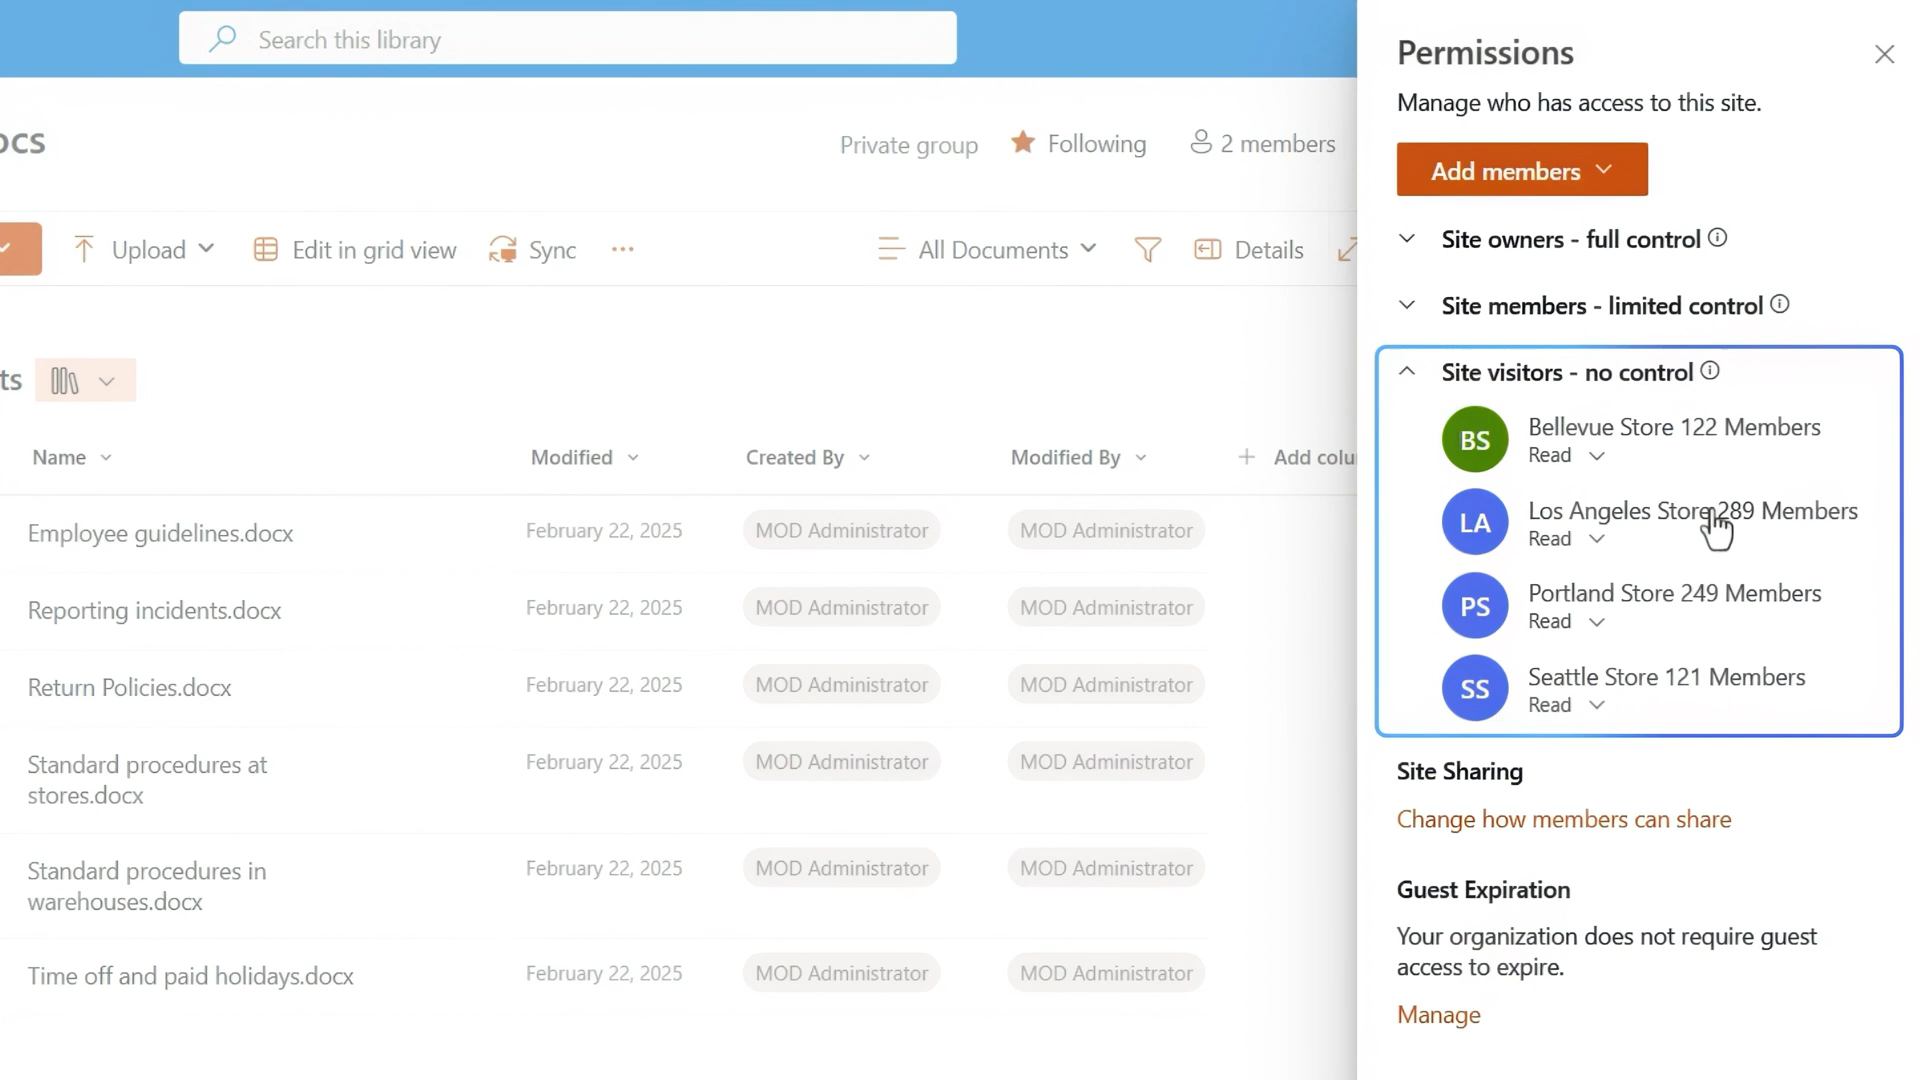 Search this library
ocs
Private group
Following
2 members
Upload
Edit in grid view
Sync
All Documents
Details
ts
Name
Modified
Created By
Modified By
Add colu
Employee guidelines.docx
February 22, 2025
MOD Administrator
MOD Administrator
Reporting incidents.docx
February 22, 2025
MOD Administrator
MOD Administrator
Return Policies.docx
February 22, 2025
MOD Administrator
MOD Administrator
Standard procedures at
stores.docx
February 22, 2025
MOD Administrator
MOD Administrator
Standard procedures in
warehouses.docx
February 22, 2025
MOD Administrator
MOD Administrator
Time off and paid holidays.docx
February 22, 2025
MOD Administrator
MOD Administrator
Permissions
Manage who has access to this site.
Add members
Site owners - full control
Site members - limited control
Site visitors - no control
BS
Bellevue Store 122 Members
Read
LA
Los Angeles Store 289 Members
Read
PS
Portland Store 249 Members
Read
SS
Seattle Store 121 Members
Read
Site Sharing
Change how members can share
Guest Expiration
Your organization does not require guest
access to expire.
Manage